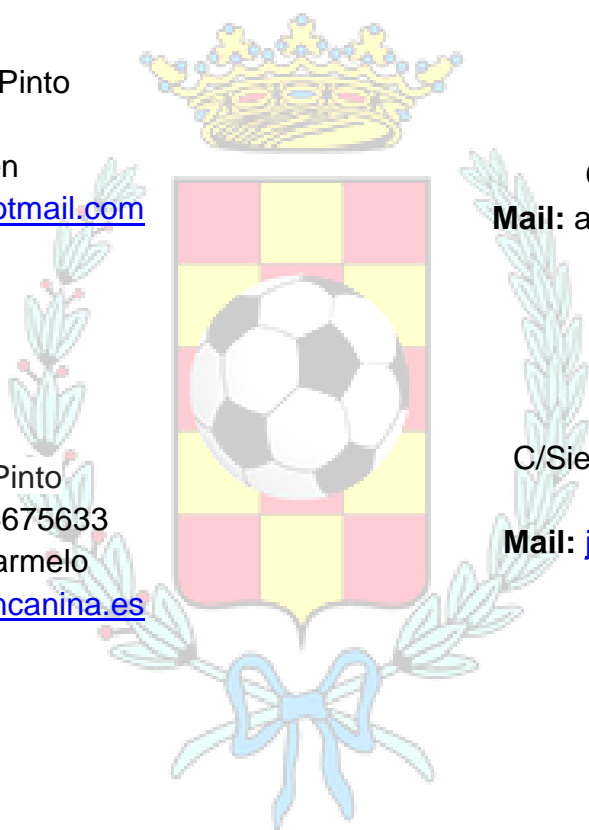 Pinto
n
otmail.com
Mail: a
Pinto
675633
armelo
ncanina.es
C/Sie
Mail: j